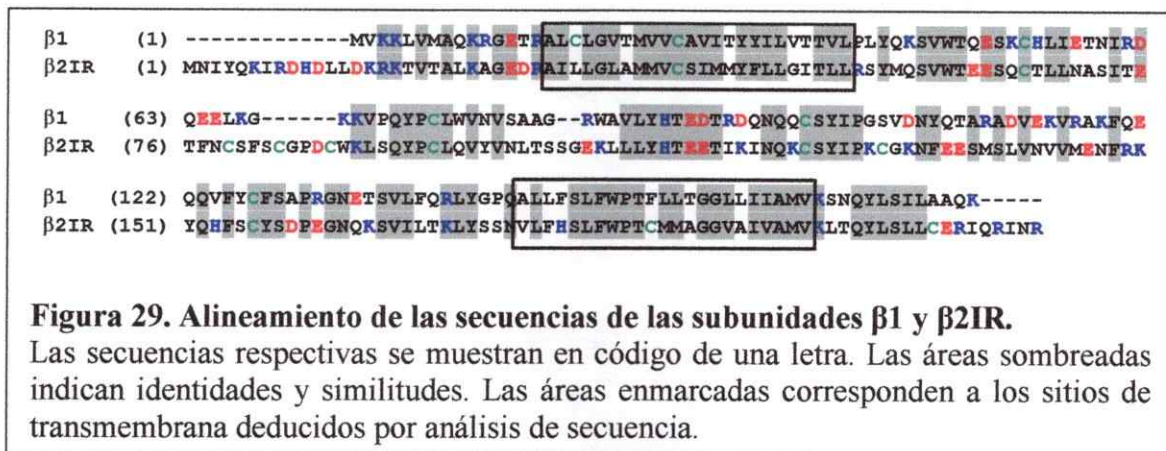 β1 (1) -------------MVKKLVMAQKRGETRALCLGVTMVVCAVITYYILVTTVLPLYQKSVWTQESKCHLIETNIRD
β2IR (1) MNIYQKIRDHDLLDKRKTVTALKAGEDRAILLGLAMMVCSIMMYFLLGITLLRSYMQSVWTEESQCTLLNASITE
β1 (63) QEELKG------KKVPQYPCLWVNVSAAG-RWAVLYHTEDTRDQNQQCSYIPGSVDNYQTARADVEKVRAKFQE
β2IR (76) TFNCSFSCGPDCWKLSQYPCLQVYVNLTSSGEKLLLYHTEETIKINQKCSYIPKCGKNFEESMSLVNVVMENFRK
β1 (122) QQVFYCFSAPRGNETSVLFQRLYGPQALLFSLFWPTFLLTGGLLIIAMVKSNQYLSILAAQK-----
β2IR (151) YQHFSCYSDPEGNQKSVILTKLYSSNVLFHSLFWPTCMMAGGVAIVAMVKLTQYLSLLCERIQRINR
Figura 29. Alineamiento de las secuencias de las subunidades β1 y β2IR.
Las secuencias respectivas se muestran en código de una letra. Las áreas sombreadas
indican identidades y similitudes. Las áreas enmarcadas corresponden a los sitios de
transmembrana deducidos por análisis de secuencia.